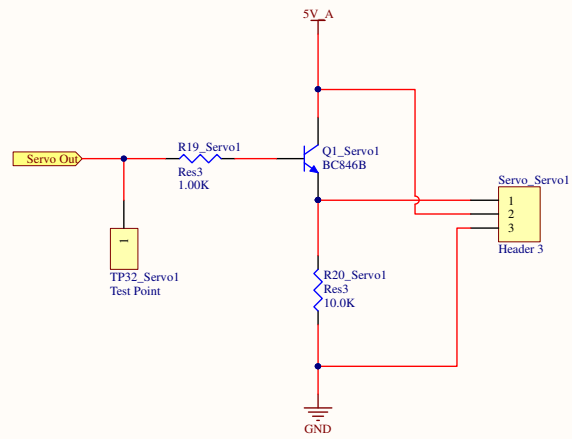 5V_A
Servo Out
R19_Servo1
Res3
1.00K
Q1_Servo1
BC846B
Servo_Servo1
1
2
3
Header 3
1
TP32_Servo1
Test Point
R20_Servo1
Res3
10.0K
GND